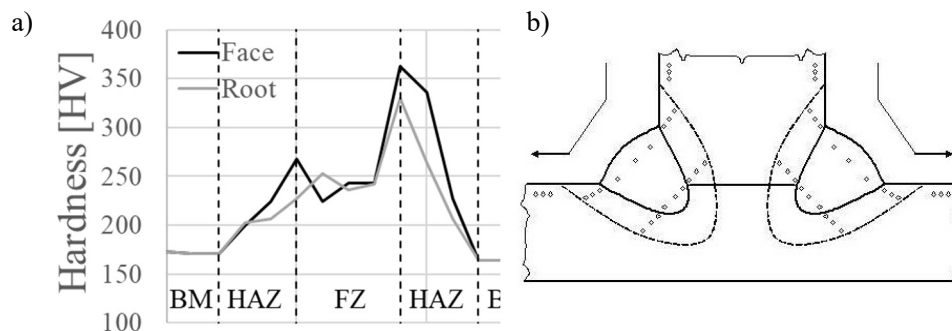 a)
400
350
300
250
200
150
100
Hardness [HV]
Face
Root
BM HAZ FZ HAZ B
b)